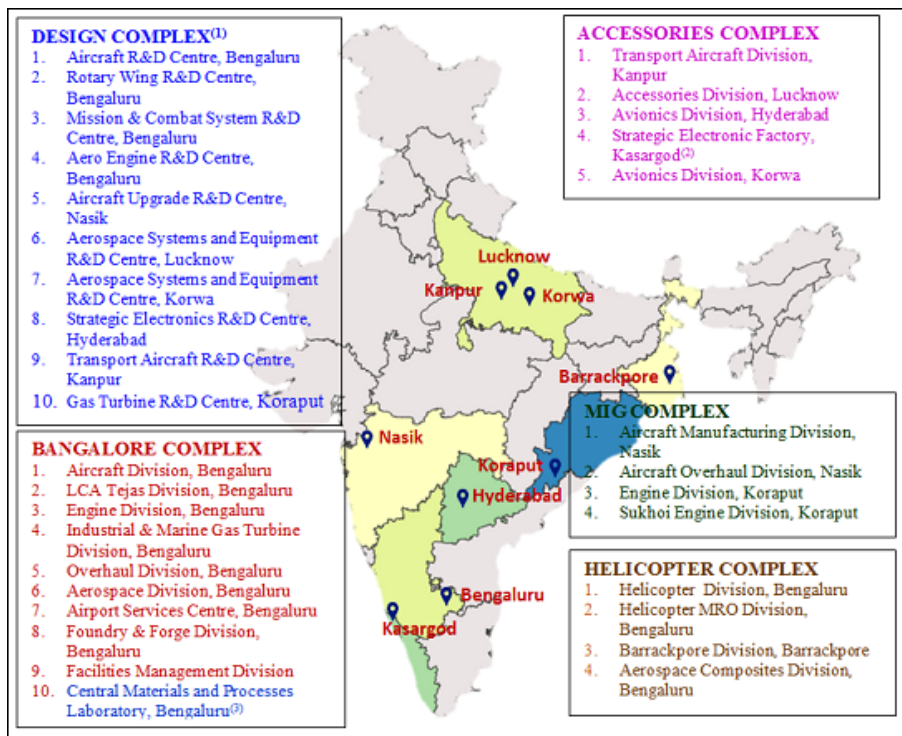 DESIGN COMPLEX(1)
1. Aircraft R&D Centre, Bengaluru
2. Rotary Wing R&D Centre,
Bengaluru
3. Mission & Combat System R&D
Centre, Bengaluru
4. Aero Engine R&D Centre,
Bengaluru
5. Aircraft Upgrade R&D Centre,
Nasik
6. Aerospace Systems and Equipment
R&D Centre, Lucknow
7. Aerospace Systems and Equipment
R&D Centre, Korwa
8. Strategic Electronics R&D Centre,
Hyderabad
9. Transport Aircraft R&D Centre,
Kanpur
10. Gas Turbine R&D Centre, Koraput
ACCESSORIES COMPLEX
1. Transport Aircraft Division,
Kanpur
2. Accessories Division, Lucknow
3. Avionics Division, Hyderabad
4. Strategic Electronic Factory,
Kasargod(2)
5. Avionics Division, Korwa
Lucknow
Kanpur
Korwa
Barrackpore
Nasik
Koraput
Hyderabad
Bengaluru
Kasargod
BANGALORE COMPLEX
1. Aircraft Division, Bengaluru
2. LCA Tejas Division, Bengaluru
3. Engine Division, Bengaluru
4. Industrial & Marine Gas Turbine
Division, Bengaluru
5. Overhaul Division, Bengaluru
6. Aerospace Division, Bengaluru
7. Airport Services Centre, Bengaluru
8. Foundry & Forge Division,
Bengaluru
9. Facilities Management Division
10. Central Materials and Processes
Laboratory, Bengaluru(3)
MIG COMPLEX
1. Aircraft Manufacturing Division,
Nasik
2. Aircraft Overhaul Division, Nasik
3. Engine Division, Koraput
4. Sukhoi Engine Division, Koraput
HELICOPTER COMPLEX
1. Helicopter Division, Bengaluru
2. Helicopter MRO Division,
Bengaluru
3. Barrackpore Division, Barrackpore
4. Aerospace Composites Division,
Bengaluru